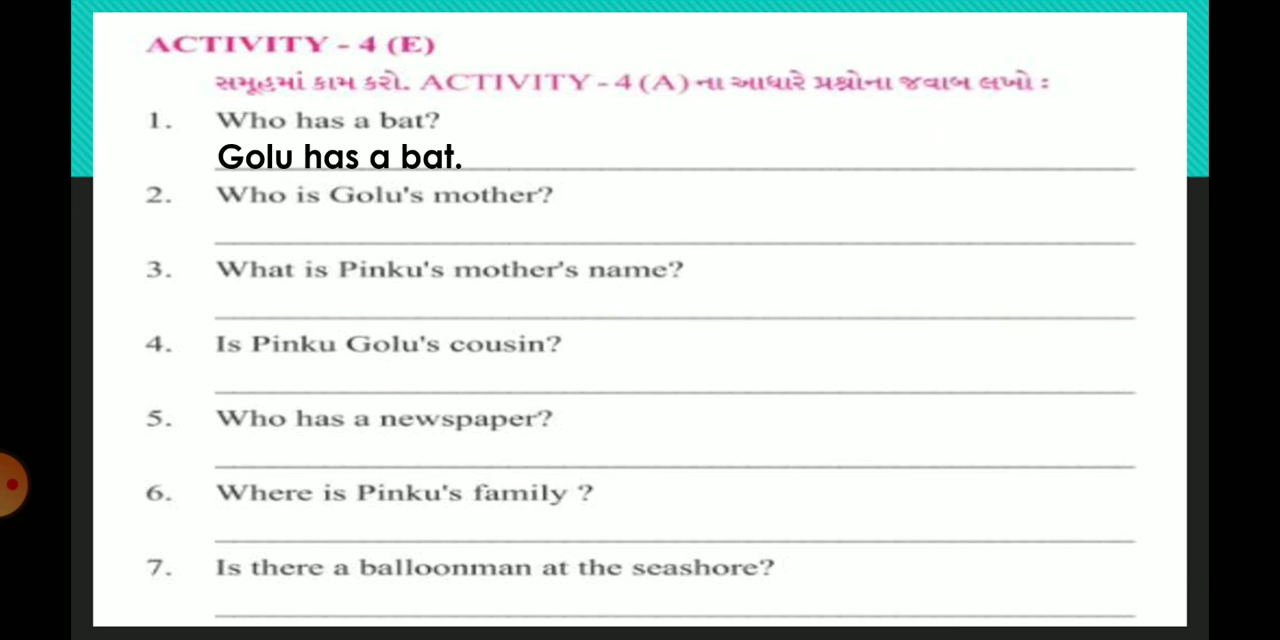 ACTIVITY - 4 (E)
સમૂહમાં કામ કરો. ACTIVITY - 4 (A) ના આધારે પ્રશ્નોના જવાબ લખો :
1. Who has a bat?
Golu has a bat.
2. Who is Golu's mother?
3. What is Pinku's mother's name?
4. Is Pinku Golu's cousin?
5. Who has a newspaper?
6. Where is Pinku's family ?
7. Is there a balloonman at the seashore?